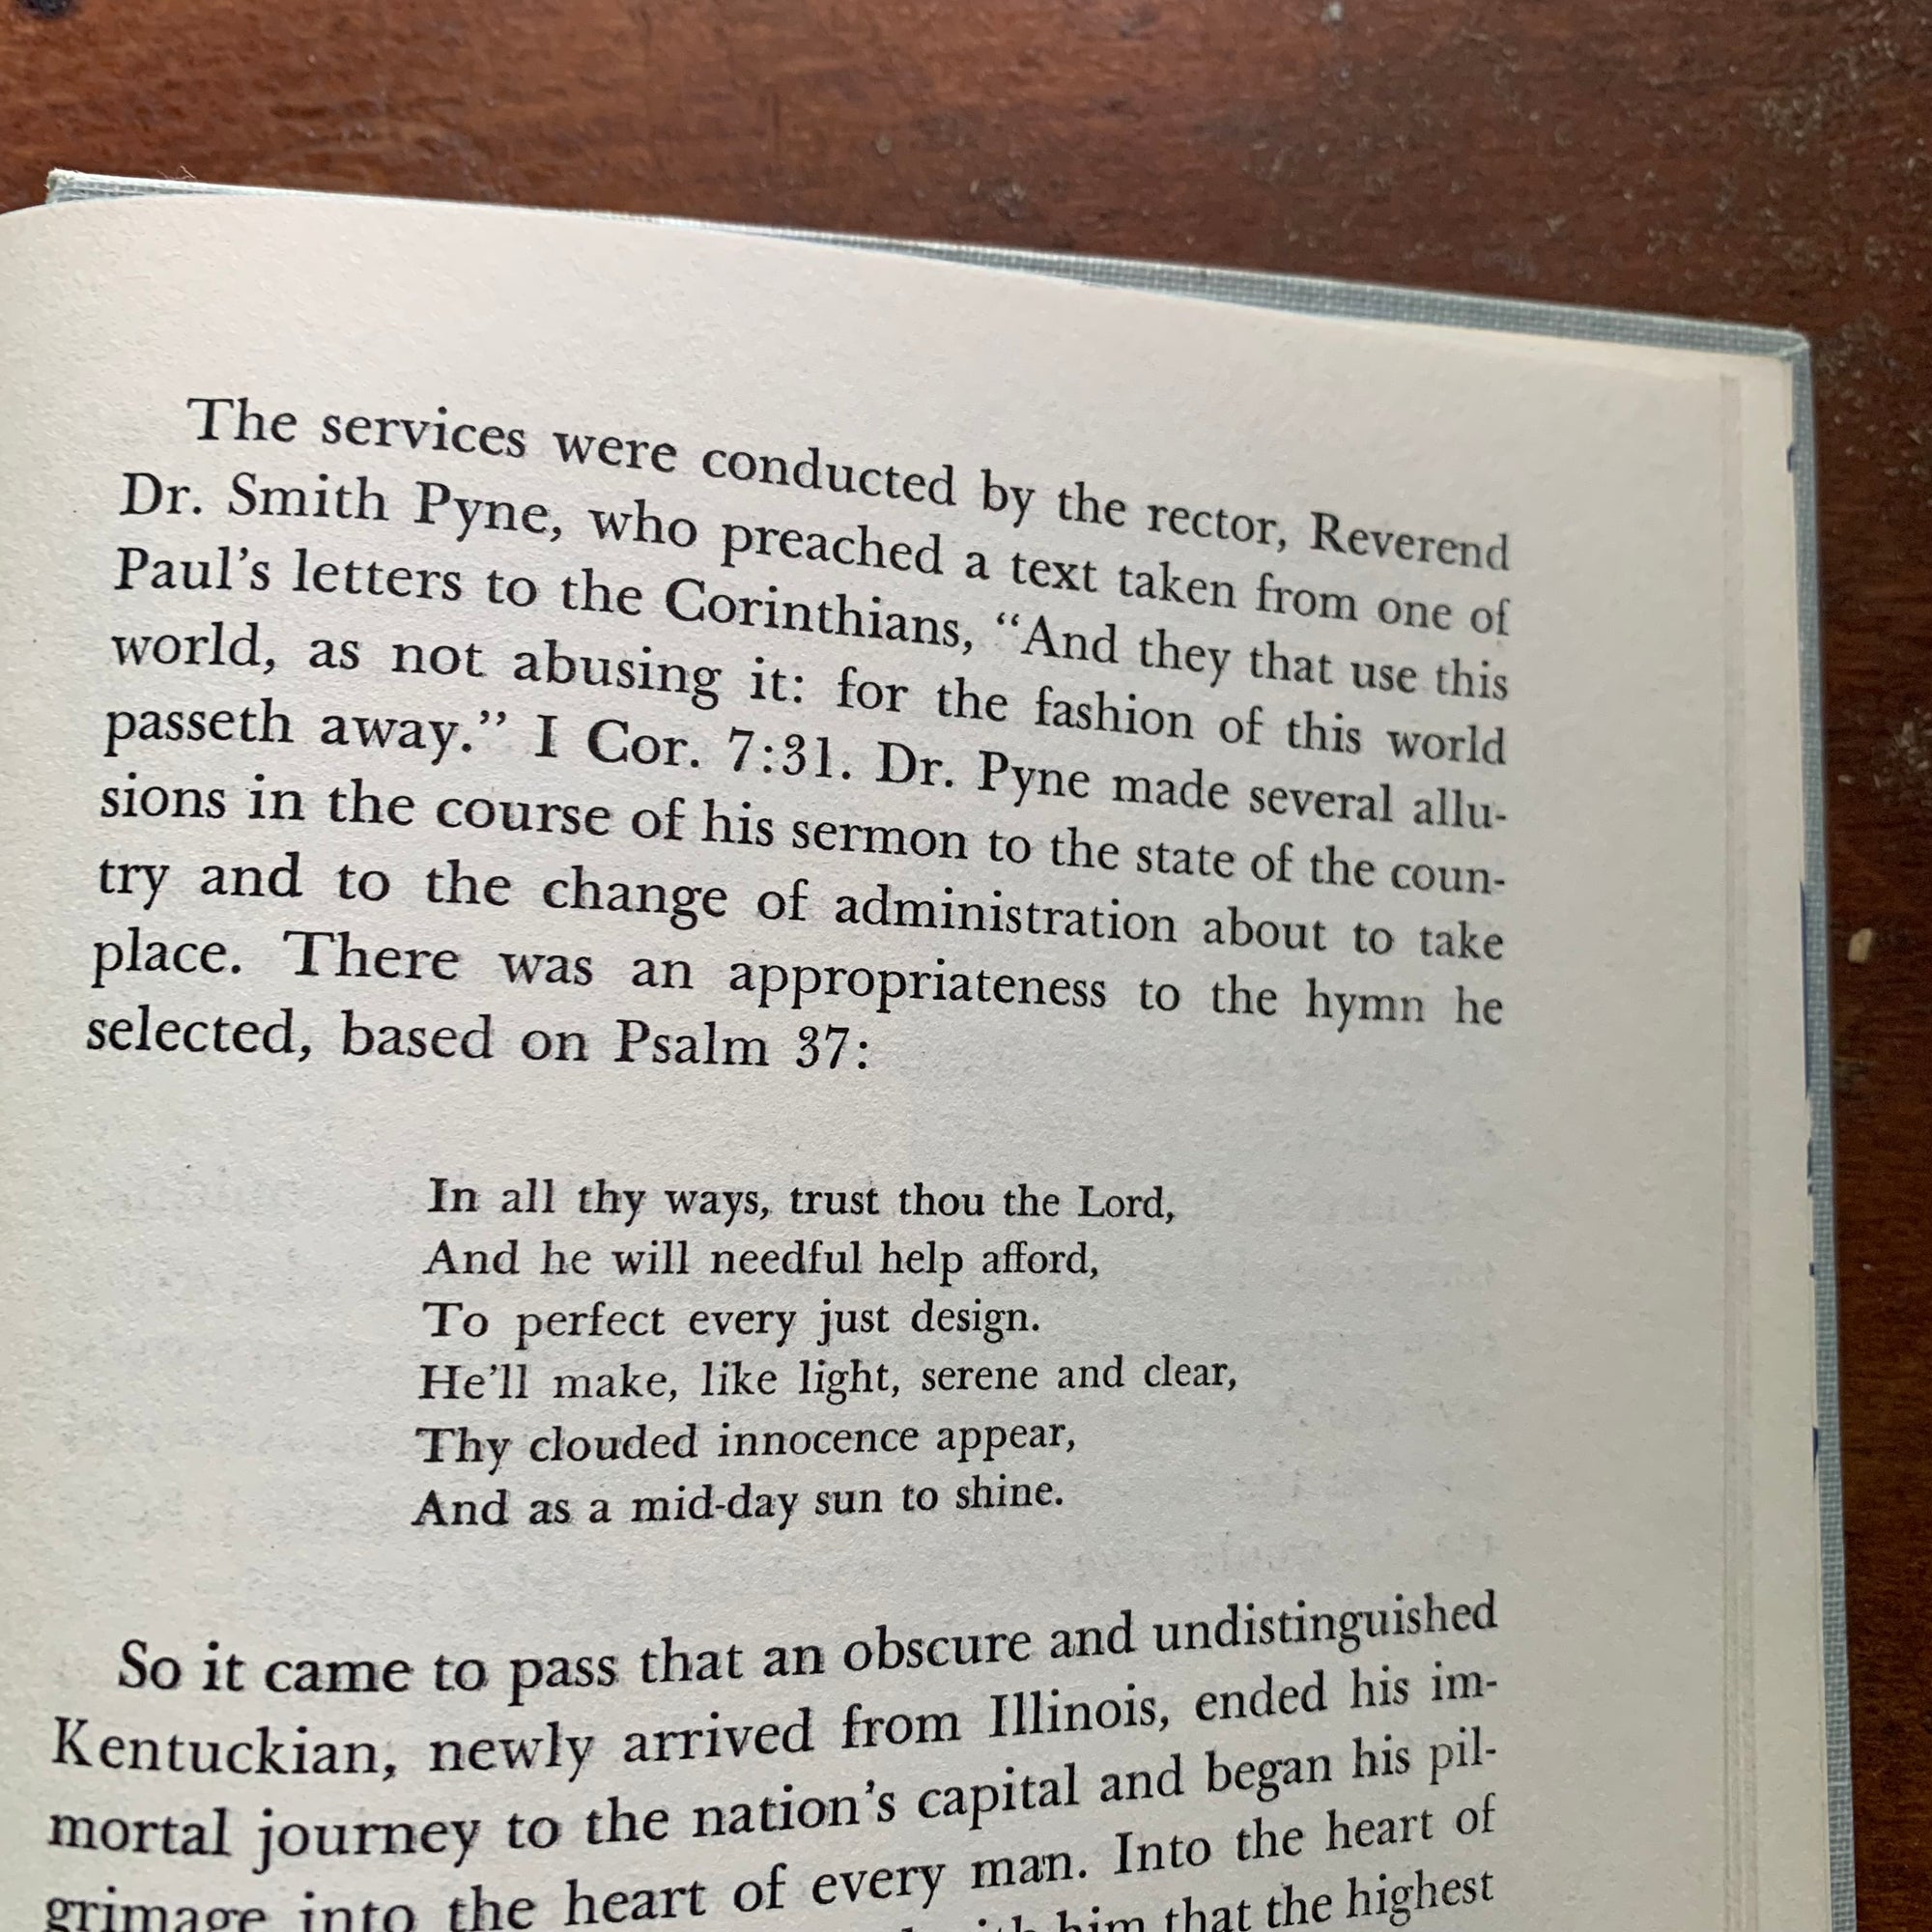 The services were conducted by the rector, Reverend
Dr. Smith Pyne, who preached a text taken from one of
Paul's letters to the Corinthians, “And they that use this
world, as not abusing it: for the fashion of this world
passeth away.” I Cor. 7:31. Dr. Pyne made several allu-
sions in the course of his sermon to the state of the coun-
try and to the change of administration about to take
place. There was an appropriateness to the hymn he
selected, based on Psalm 37:
In all thy ways, trust thou the Lord,
And he will needful help afford,
To perfect every just design.
He'll make, like light, serene and clear,
Thy clouded innocence appear,
And as a mid-day sun to shine.
So it came to pass that an obscure and undistinguished
Kentuckian, newly arrived from Illinois, ended his im-
mortal journey to the nation's capital and began his pil-
grimage into the heart of every man. Into the heart of
him that the highest